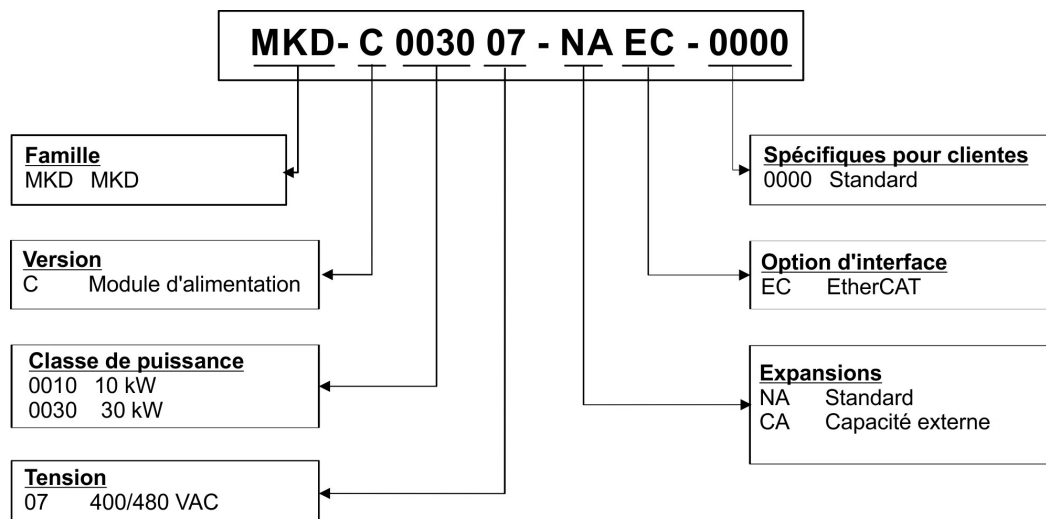 MKD- C 0030 07 - NA EC - 0000
Famille
MKD MKD
Version
C Module d'alimentation
Classe de puissance
0010 10 kW
0030 30 kW
Tension
07 400/480 VAC
Spécifiques pour clientes
0000 Standard
Option d'interface
EC EtherCAT
Expansions
NA Standard
CA Capacité externe